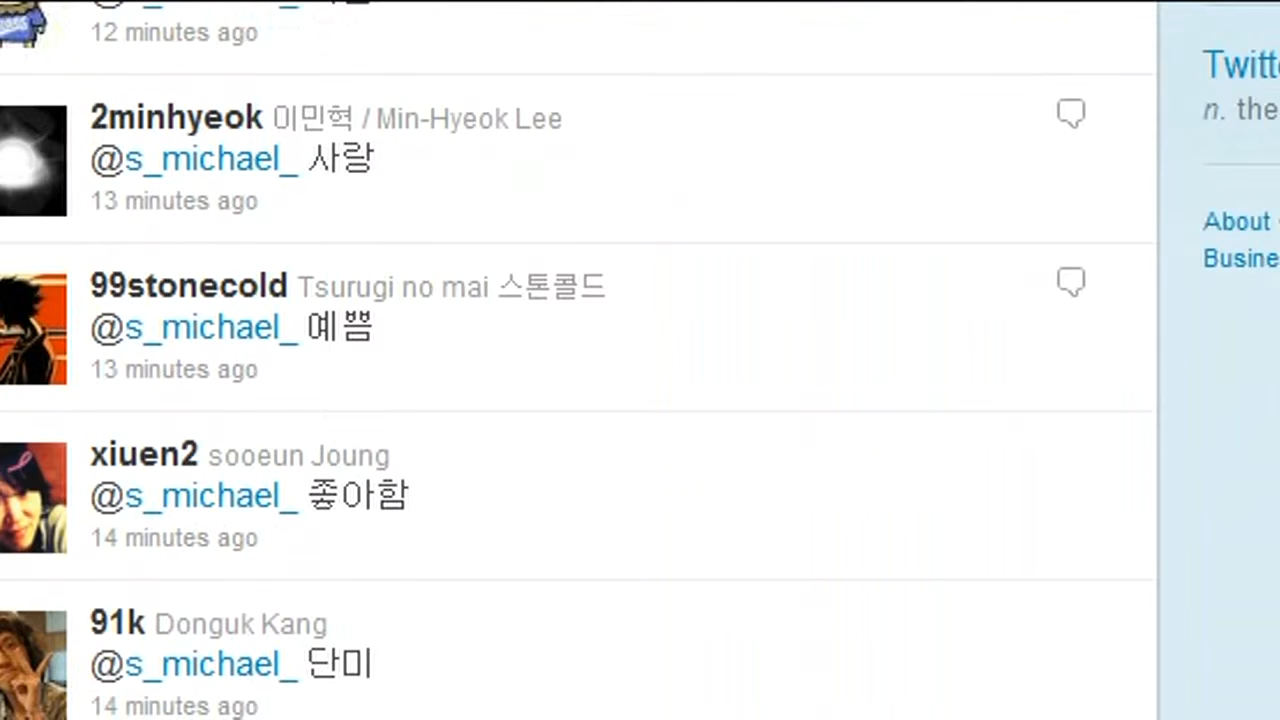 12 minutes ago
2minhyeok 이민혁 / Min-Hyeok Lee
@s_michael_ 사랑
13 minutes ago
99stonecold Tsurugi no mai 스톤콜드
@s_michael_ 예쁨
13 minutes ago
xiuen2 sooeun Joung
@s_michael_ 좋아함
14 minutes ago
91k Donguk Kang
@s_michael_ 단미
14 minutes ago
n. the
About